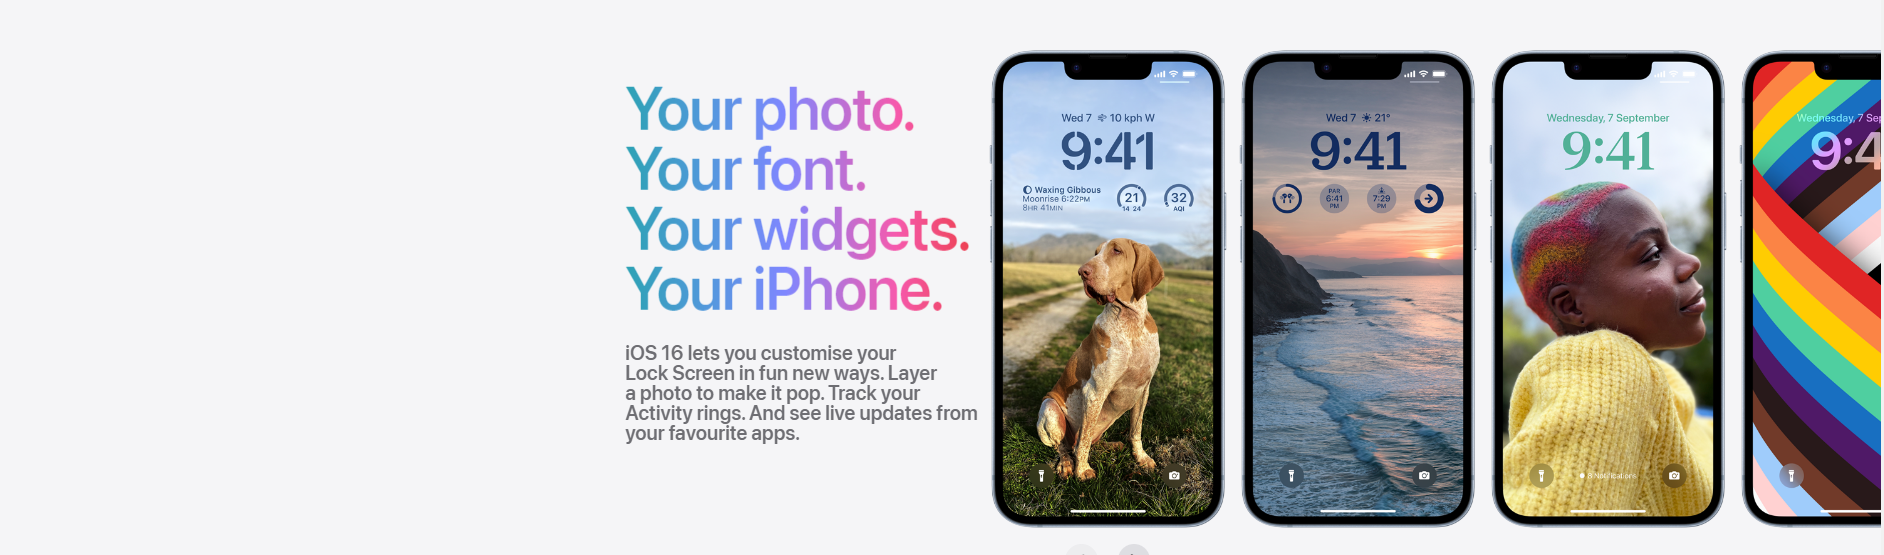 Your photo.
Your font.
Your widgets.
Your iPhone.
iOS 16 lets you customise your
Lock Screen in fun new ways. Layer
a photo to make it pop. Track your
Activity rings. And see live updates from
your favourite apps.
Wed 7 10 kph W
9:41
Waxing Gibbous
Moonrise 6:22PM
8HR 41MIN
21
14 24
32
AQI
Wed 7 21°
9:41
PAR
6:41
PM
7:29
PM
Wednesday, 7 September
9:41
8 Notifications
Wednesday, 7 Sep
9:4